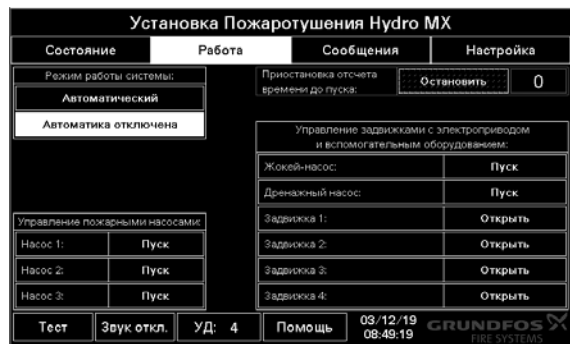 Установка Пожаротушения Hydro MX
Состояние
Работа
Сообщения
Настройка
Режим работы системы:
Автоматический
Автоматика отключена
Приостановка отсчета
времени до пуска:
Остановить
0
Управление задвижками с электроприводом
и вспомогательным оборудованием:
Жокей-насос:
Пуск
Дренажный насос:
Пуск
Задвижка 1:
Открыть
Задвижка 2:
Открыть
Задвижка 3:
Открыть
Задвижка 4:
Открыть
Управление пожарными насосами:
Насос 1:
Пуск
Насос 2:
Пуск
Насос 3:
Пуск
Тест
Звук откл.
УД: 4
Помощь
03/12/19
08:49:19
GRUNDFOS
FIRE SYSTEMS